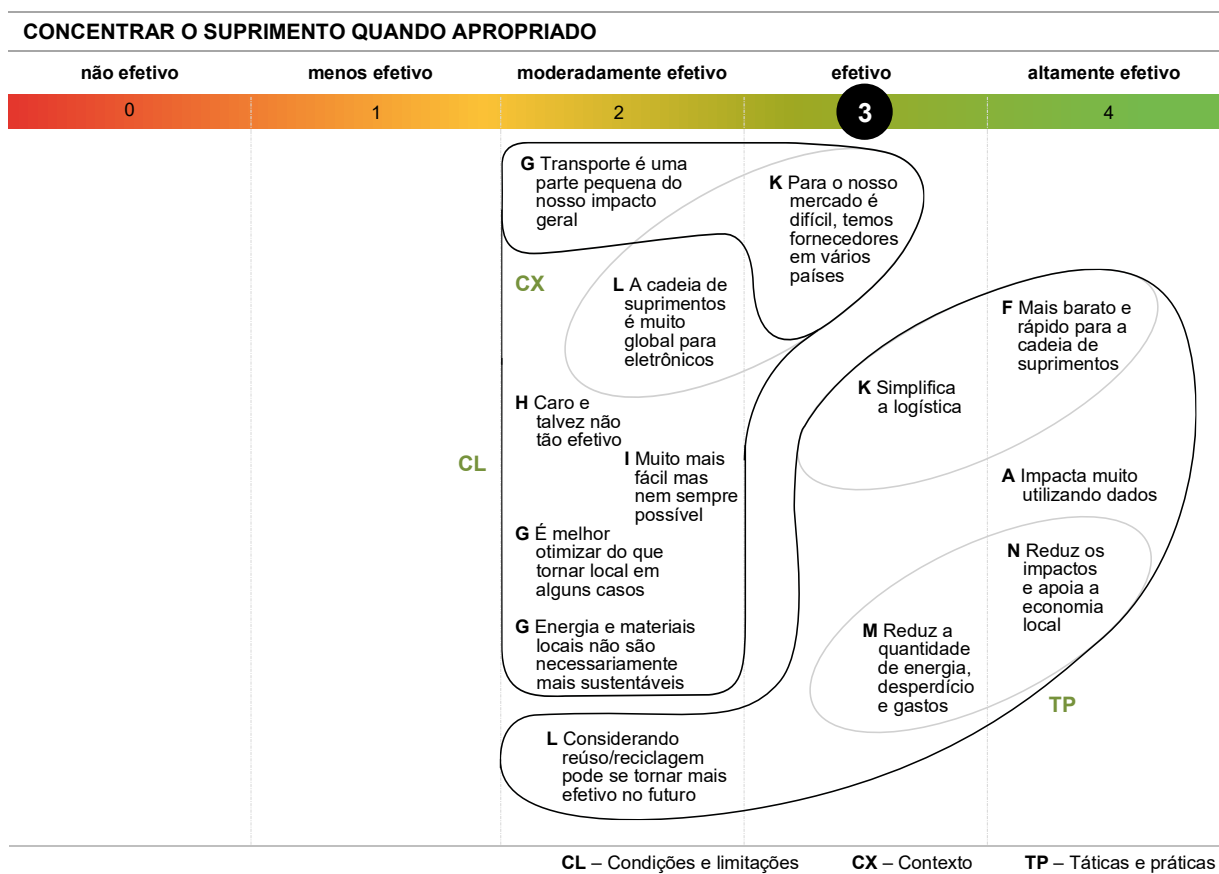 CONCENTRAR O SUPRIMENTO QUANDO APROPRIADO
não efetivo menos efetivo moderadamente efetivo efetivo altamente efetivo
0 1 2 3 4
G Transporte é uma
parte pequena do
nosso impacto
geral
K Para o nosso
mercado é
difícil, temos
fornecedores
em vários
países
CX
L A cadeia de
suprimentos
é muito
global para
eletrônicos
F Mais barato e
rápido para a
cadeia de
suprimentos
K Simplifica
a logística
H Caro e
talvez não
tão efetivo
CL
I Muito mais
fácil mas
nem sempre
possível
A Impacta muito
utilizando dados
G É melhor
otimizar do que
tornar local em
alguns casos
N Reduz os
impactos
e apoia a
economia
local
G Energia e materiais
locais não são
necessariamente
mais sustentáveis
M Reduz a
quantidade
de energia,
desperdício
e gastos
TP
L Considerando
reúso/reciclagem
pode se tornar mais
efetivo no futuro
CL – Condições e limitações CX – Contexto TP – Táticas e práticas